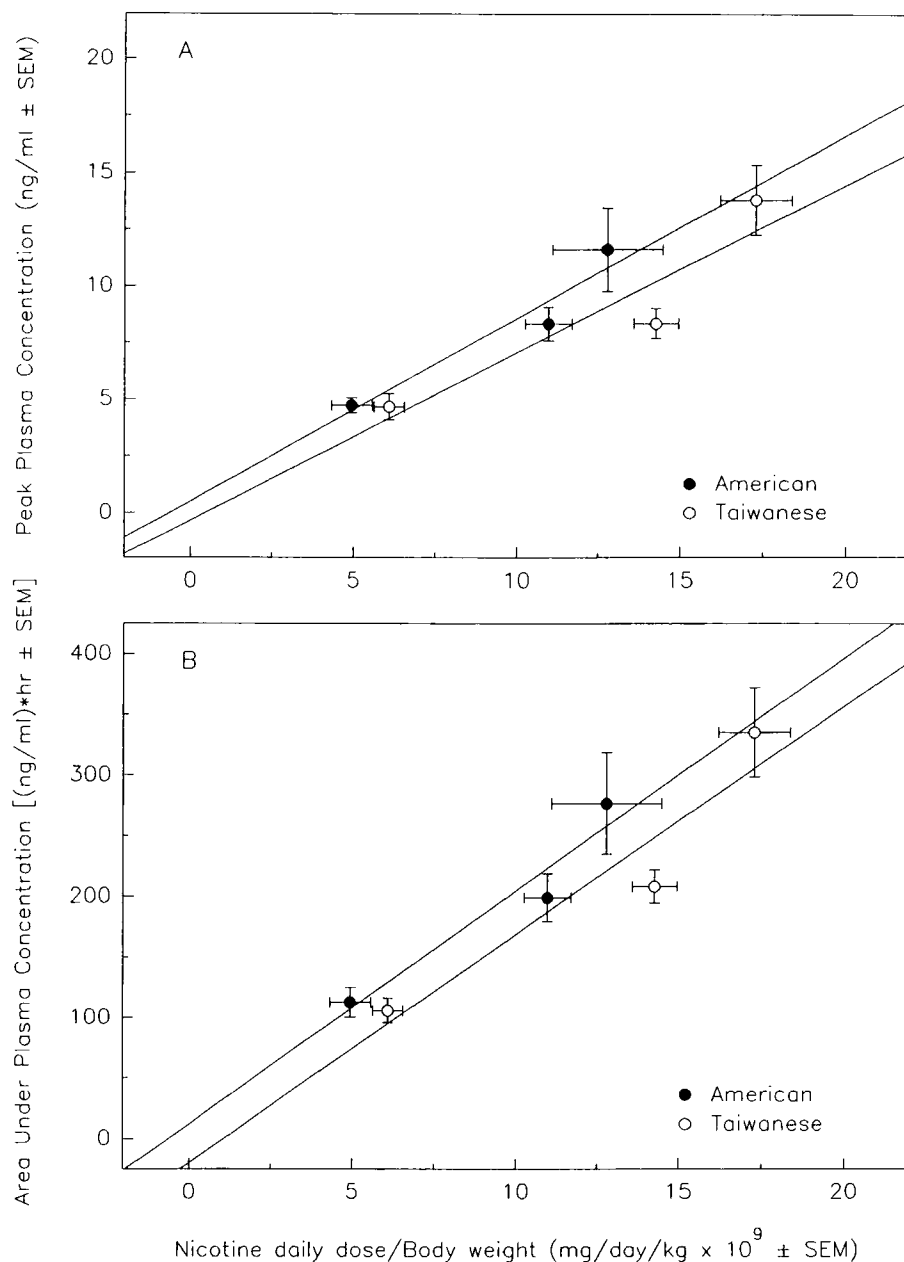 A
Peak Plasma Concentration (ng/ml ± SEM)
20
15
10
5
0
● American
○ Taiwanese
0 5 10 15 20
B
Area Under Plasma Concentration [(ng/ml)*hr ± SEM]
400
300
200
100
0
● American
○ Taiwanese
0 5 10 15 20
Nicotine daily dose/Body weight (mg/day/kg x 10⁹ ± SEM)